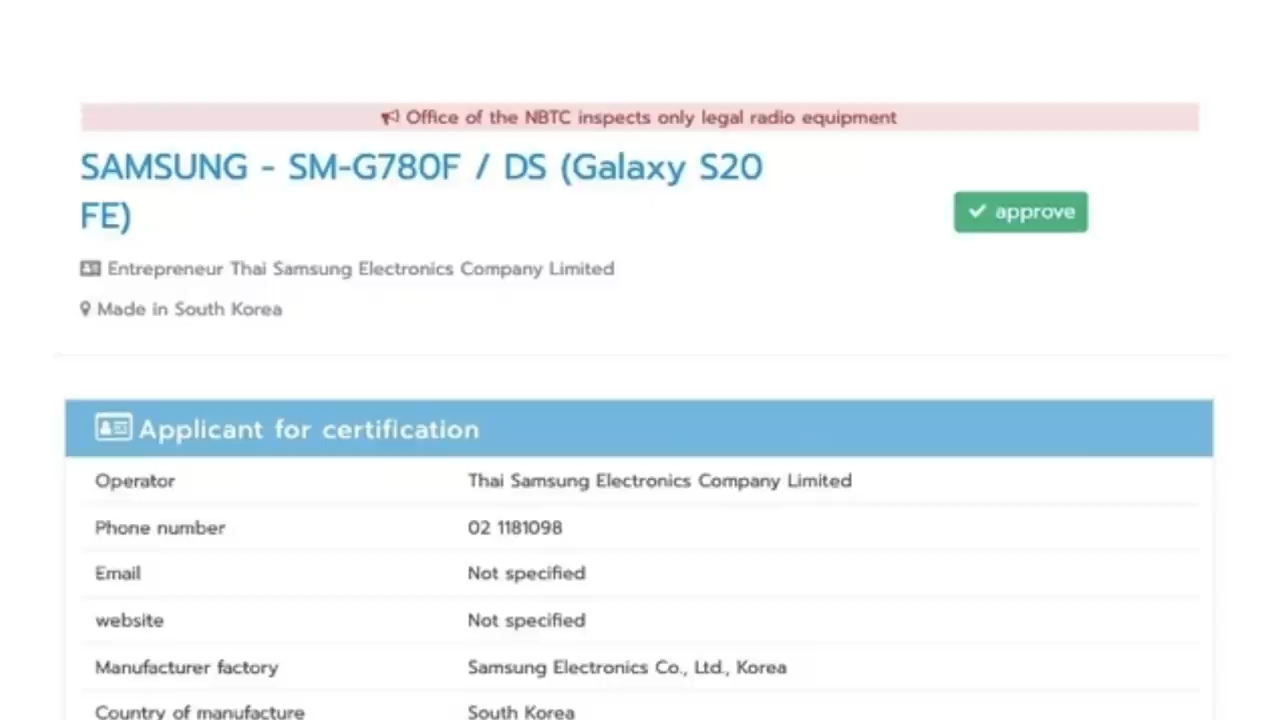 Office of the NBTC inspects only legal radio equipment
SAMSUNG - SM-G780F / DS (Galaxy S20
FE)
approve
Entrepreneur Thai Samsung Electronics Company Limited
Made in South Korea
Applicant for certification
Operator Thai Samsung Electronics Company Limited
Phone number 02 1181098
Email Not specified
website Not specified
Manufacturer factory Samsung Electronics Co., Ltd., Korea
Country of manufacture South Korea